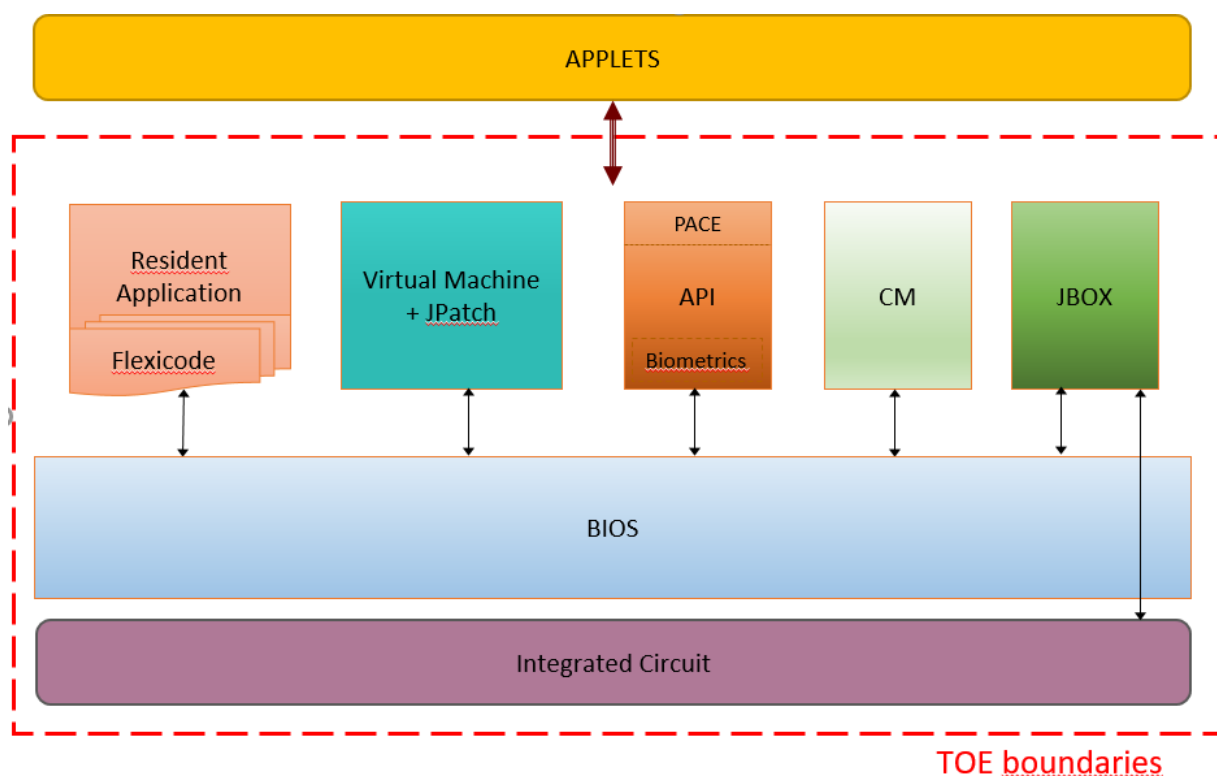 APPLETS
Resident
Application
Flexicode
Virtual Machine
+ JPatch
PACE
API
Biometrics
CM
JBOX
BIOS
Integrated Circuit
TOE boundaries